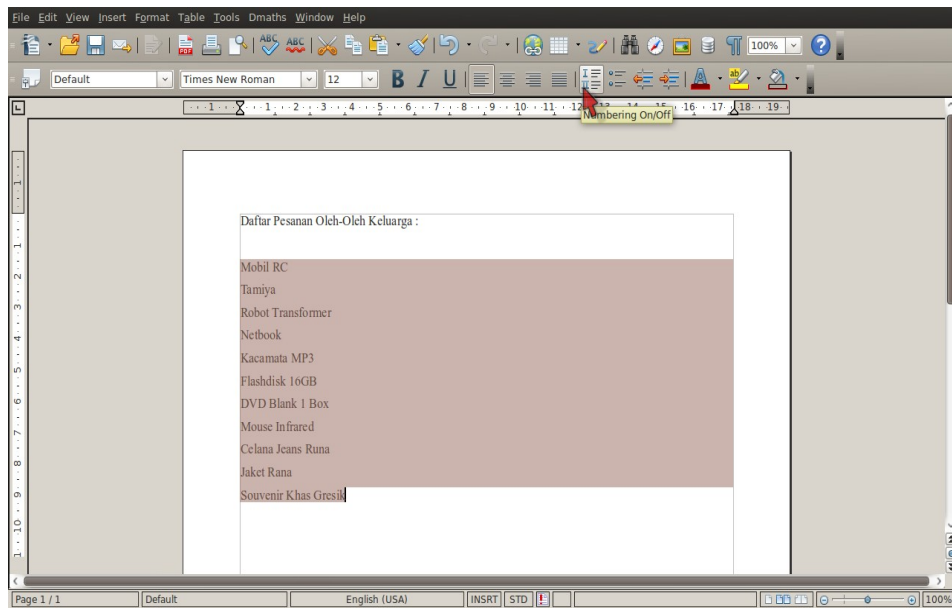 File Edit View Insert Format Table Tools Dmaths Window Help
100%
Default Times New Roman 12
Numbering On/Off
Daftar Pesanan Oleh-Oleh Keluarga :
Mobil RC
Tamiya
Robot Transformer
Netbook
Kacamata MP3
Flashdisk 16GB
DVD Blank 1 Box
Mouse Infrared
Celana Jeans Runa
Jaket Rana
Souvenir Khas Gresik
Page 1 / 1 Default English (USA) INSRT STD 100%